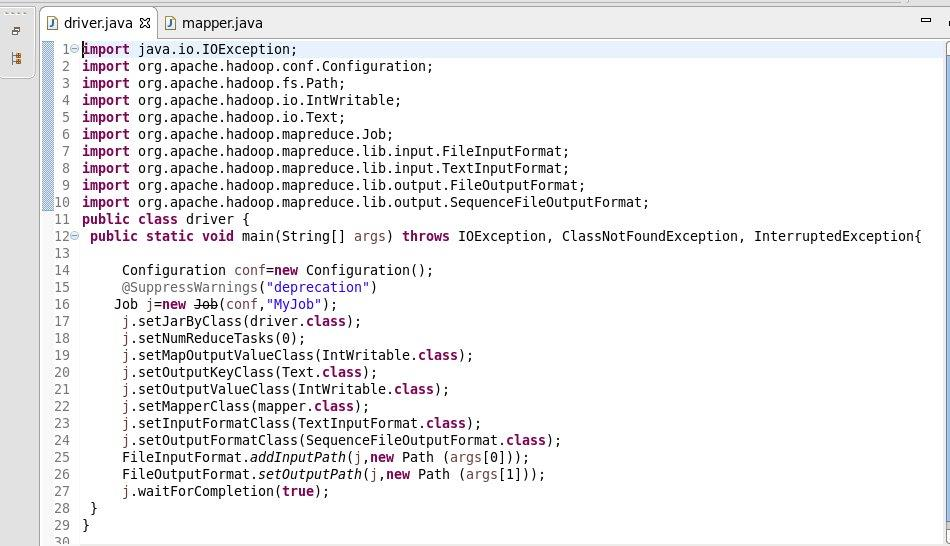 driver.java mapper.java
1 import java.io.IOException;
2 import org.apache.hadoop.conf.Configuration;
3 import org.apache.hadoop.fs.Path;
4 import org.apache.hadoop.io.IntWritable;
5 import org.apache.hadoop.io.Text;
6 import org.apache.hadoop.mapreduce.Job;
7 import org.apache.hadoop.mapreduce.lib.input.FileInputFormat;
8 import org.apache.hadoop.mapreduce.lib.input.TextInputFormat;
9 import org.apache.hadoop.mapreduce.lib.output.FileOutputFormat;
10 import org.apache.hadoop.mapreduce.lib.output.SequenceFileOutputFormat;
11 public class driver {
12 public static void main(String[] args) throws IOException, ClassNotFoundException, InterruptedException{
13
14 Configuration conf=new Configuration();
15 @SuppressWarnings("deprecation")
16 Job j=new Job(conf,"MyJob");
17 j.setJarByClass(driver.class);
18 j.setNumReduceTasks(0);
19 j.setMapOutputValueClass(IntWritable.class);
20 j.setOutputKeyClass(Text.class);
21 j.setOutputValueClass(IntWritable.class);
22 j.setMapperClass(mapper.class);
23 j.setInputFormatClass(TextInputFormat.class);
24 j.setOutputFormatClass(SequenceFileOutputFormat.class);
25 FileInputFormat.addInputPath(j,new Path (args[0]));
26 FileOutputFormat.setOutputPath(j,new Path (args[1]));
27 j.waitForCompletion(true);
28 }
29 }
30